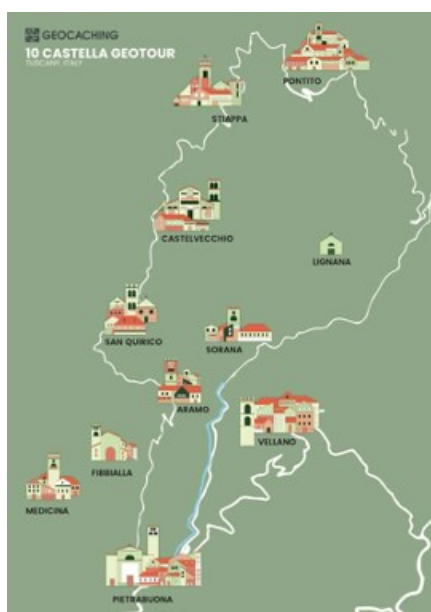 GEOCACHING
10 CASTELLA GEOTOUR
TUSCANY, ITALY
PONTITO
STIAPPA
CASTELVECCHIO
LIGNANA
SAN QUIRICO
SORANA
ARAMO
VELLANO
FIBBIALLA
MEDICINA
PIETRABUONA